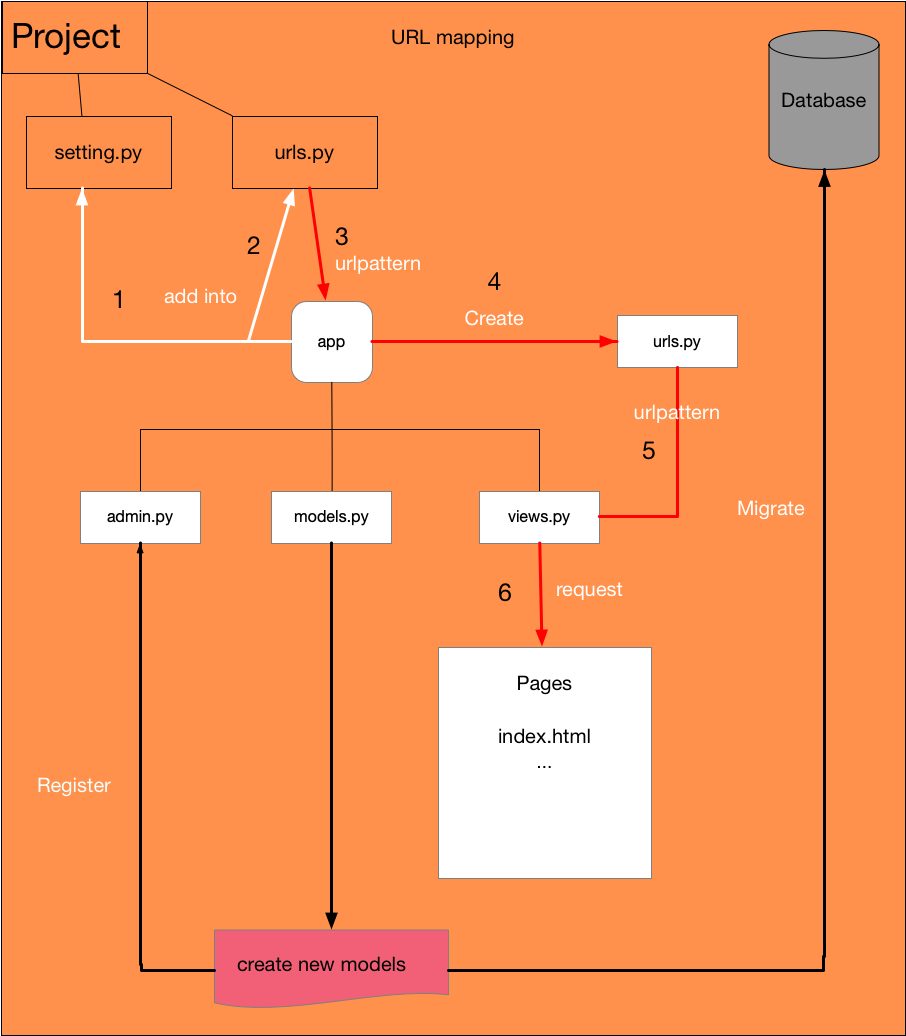 Project
URL mapping
Database
setting.py
urls.py
2
3
urlpattern
1
add into
4
Create
app
urls.py
urlpattern
5
admin.py
models.py
views.py
Migrate
6
request
Pages
index.html
...
Register
create new models